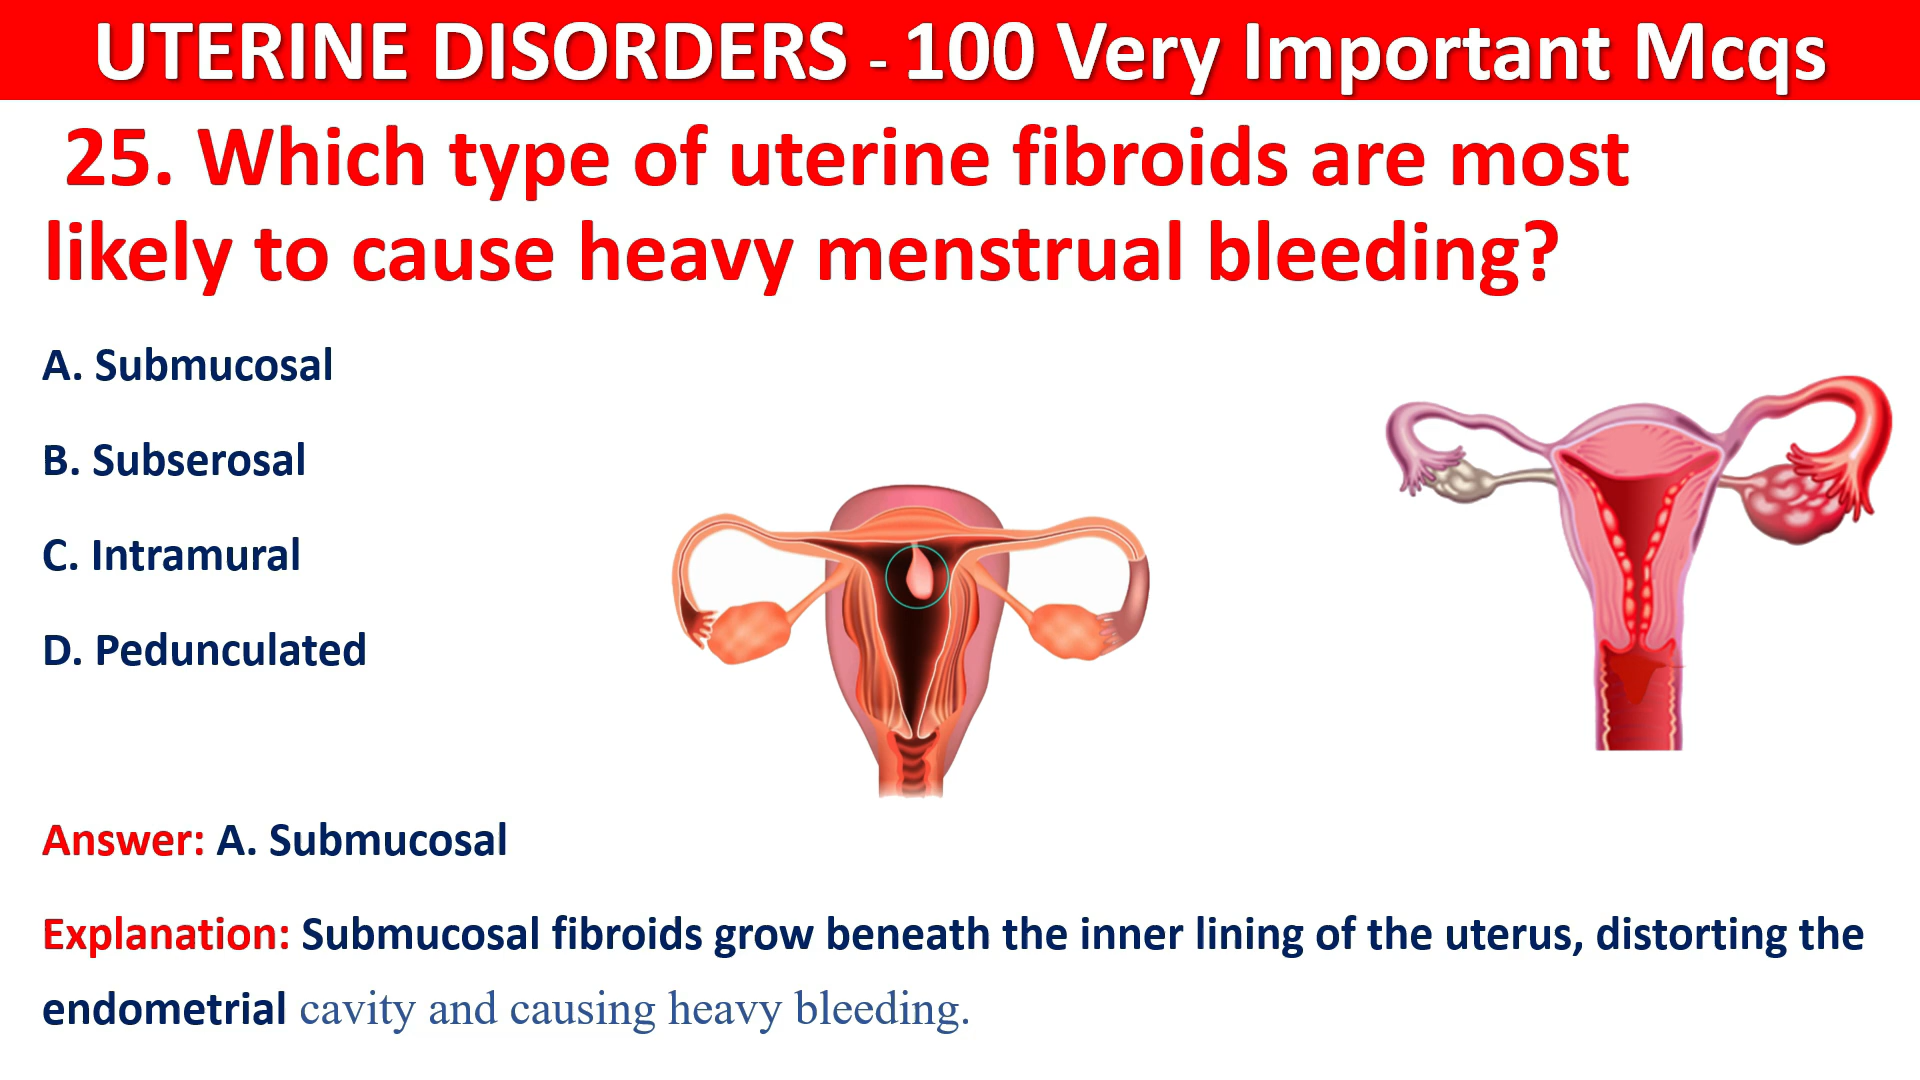 UTERINE DISORDERS - 100 Very Important Mcqs
25. Which type of uterine fibroids are most
likely to cause heavy menstrual bleeding?
A. Submucosal
B. Subserosal
C. Intramural
D. Pedunculated
Answer: A. Submucosal
Explanation: Submucosal fibroids grow beneath the inner lining of the uterus, distorting the
endometrial cavity and causing heavy bleeding.